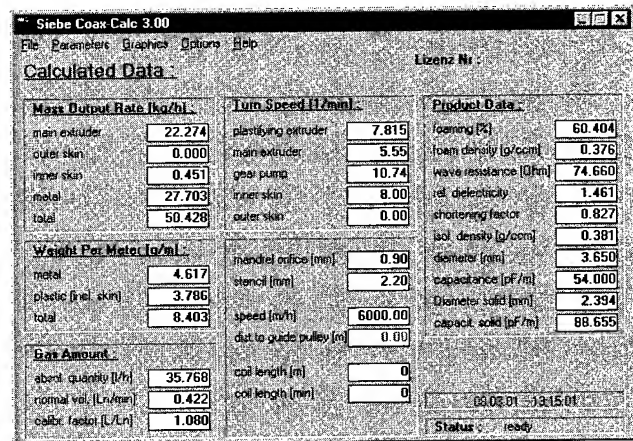 Siebe Coax-Calc 3.00
File Parameters Graphics Options Help
Calculated Data :
Lizenz Nr :
Mass Output Rate [kg/h] :
main extruder 22.274
outer skin 0.000
inner skin 0.451
metal 27.703
total 50.428
Weight Per Meter [g/m] :
metal 4.617
plastic [incl. skin] 3.786
total 8.403
Gas Amount :
absol. quantity [l/h] 35.768
normal vol. [Ln/min] 0.422
calibr. factor [L/Ln] 1.080
Turn Speed [1/min] :
plastifying extruder 7.815
main extruder 5.55
gear pump 10.74
inner skin 8.00
outer skin 0.00
mandrel orifice [mm] 0.90
stencil [mm] 2.20
speed [m/h] 6000.00
dist. to guide pulley [m] 0.00
coil length [m] 0
coil length [min] 0
Product Data :
foaming [%] 60.404
foam density [g/ccm] 0.376
wave resistance [Ohm] 74.660
rel. dielectricity 1.461
shortening factor 0.827
isol. density [g/ccm] 0.381
diameter [mm] 3.650
capacitance [pF/m] 54.000
Diameter solid [mm] 2.394
capacit. solid [pF/m] 88.655
Status : ready